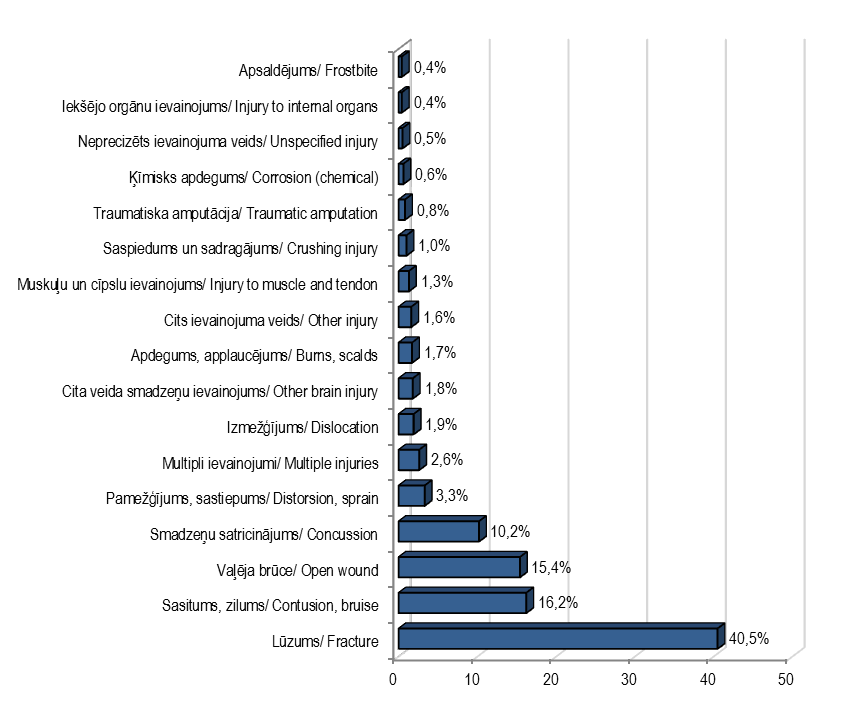 Apsaldējums/ Frostbite 0,4%
Iekšējo orgānu ievainojums/ Injury to internal organs 0,4%
Neprecizēts ievainojuma veids/ Unspecified injury 0,5%
Ķīmisks apdegums/ Corrosion (chemical) 0,6%
Traumatiska amputācija/ Traumatic amputation 0,8%
Saspiedums un sadragājums/ Crushing injury 1,0%
Muskuļu un cīpslu ievainojums/ Injury to muscle and tendon 1,3%
Cits ievainojuma veids/ Other injury 1,6%
Apdegums, applaucējums/ Burns, scalds 1,7%
Cita veida smadzeņu ievainojums/ Other brain injury 1,8%
Izmežģījums/ Dislocation 1,9%
Multipli ievainojumi/ Multiple injuries 2,6%
Pamežģījums, sastiepums/ Distorsion, sprain 3,3%
Smadzeņu satricinājums/ Concussion 10,2%
Vaļēja brūce/ Open wound 15,4%
Sasitums, zilums/ Contusion, bruise 16,2%
Lūzums/ Fracture 40,5%
0 10 20 30 40 50